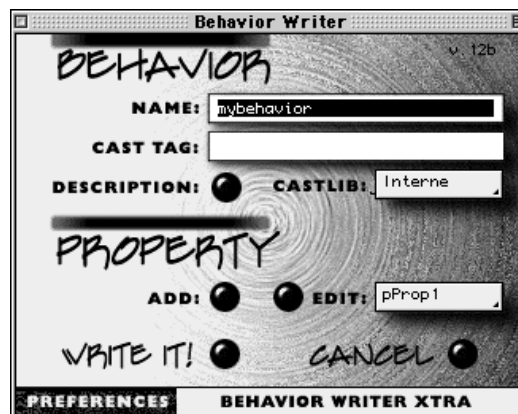 Behavior Writer
v. 12b
BEHAVIOR
NAME: mybehavior
CAST TAG:
DESCRIPTION: CASTLIB: Interne
PROPERTY
ADD: EDIT: pProp1
WRITE IT! CANCEL
PREFERENCES BEHAVIOR WRITER XTRA